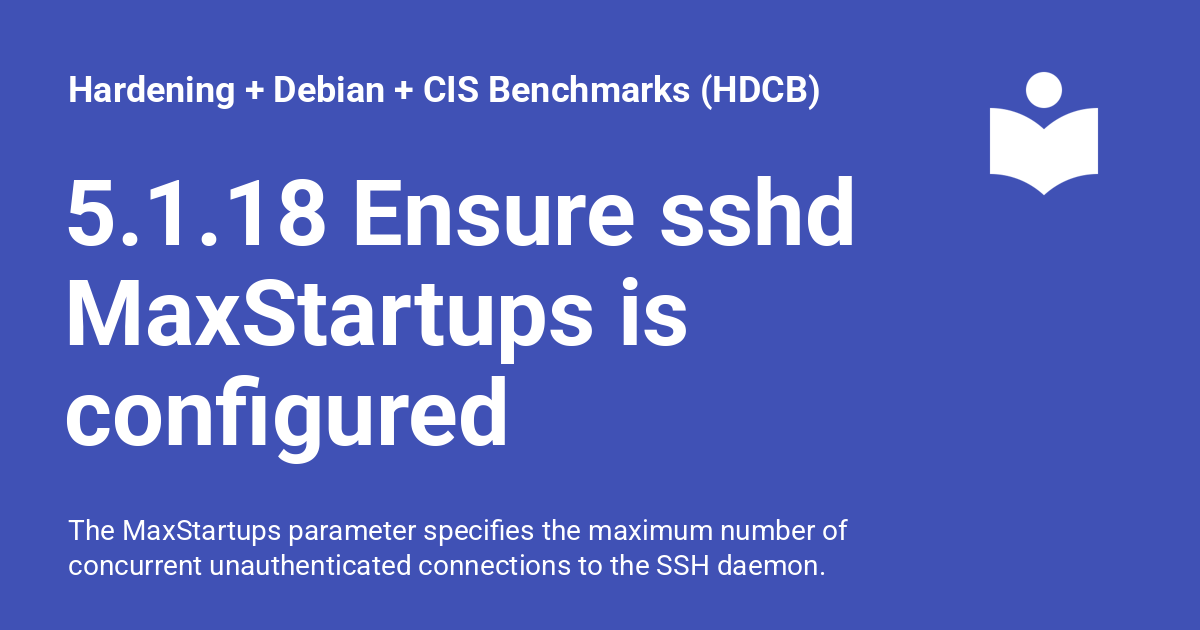 Hardening + Debian + CIS Benchmarks (HDCB)
5.1.18 Ensure sshd
MaxStartups is
configured
The MaxStartups parameter specifies the maximum number of
concurrent unauthenticated connections to the SSH daemon.